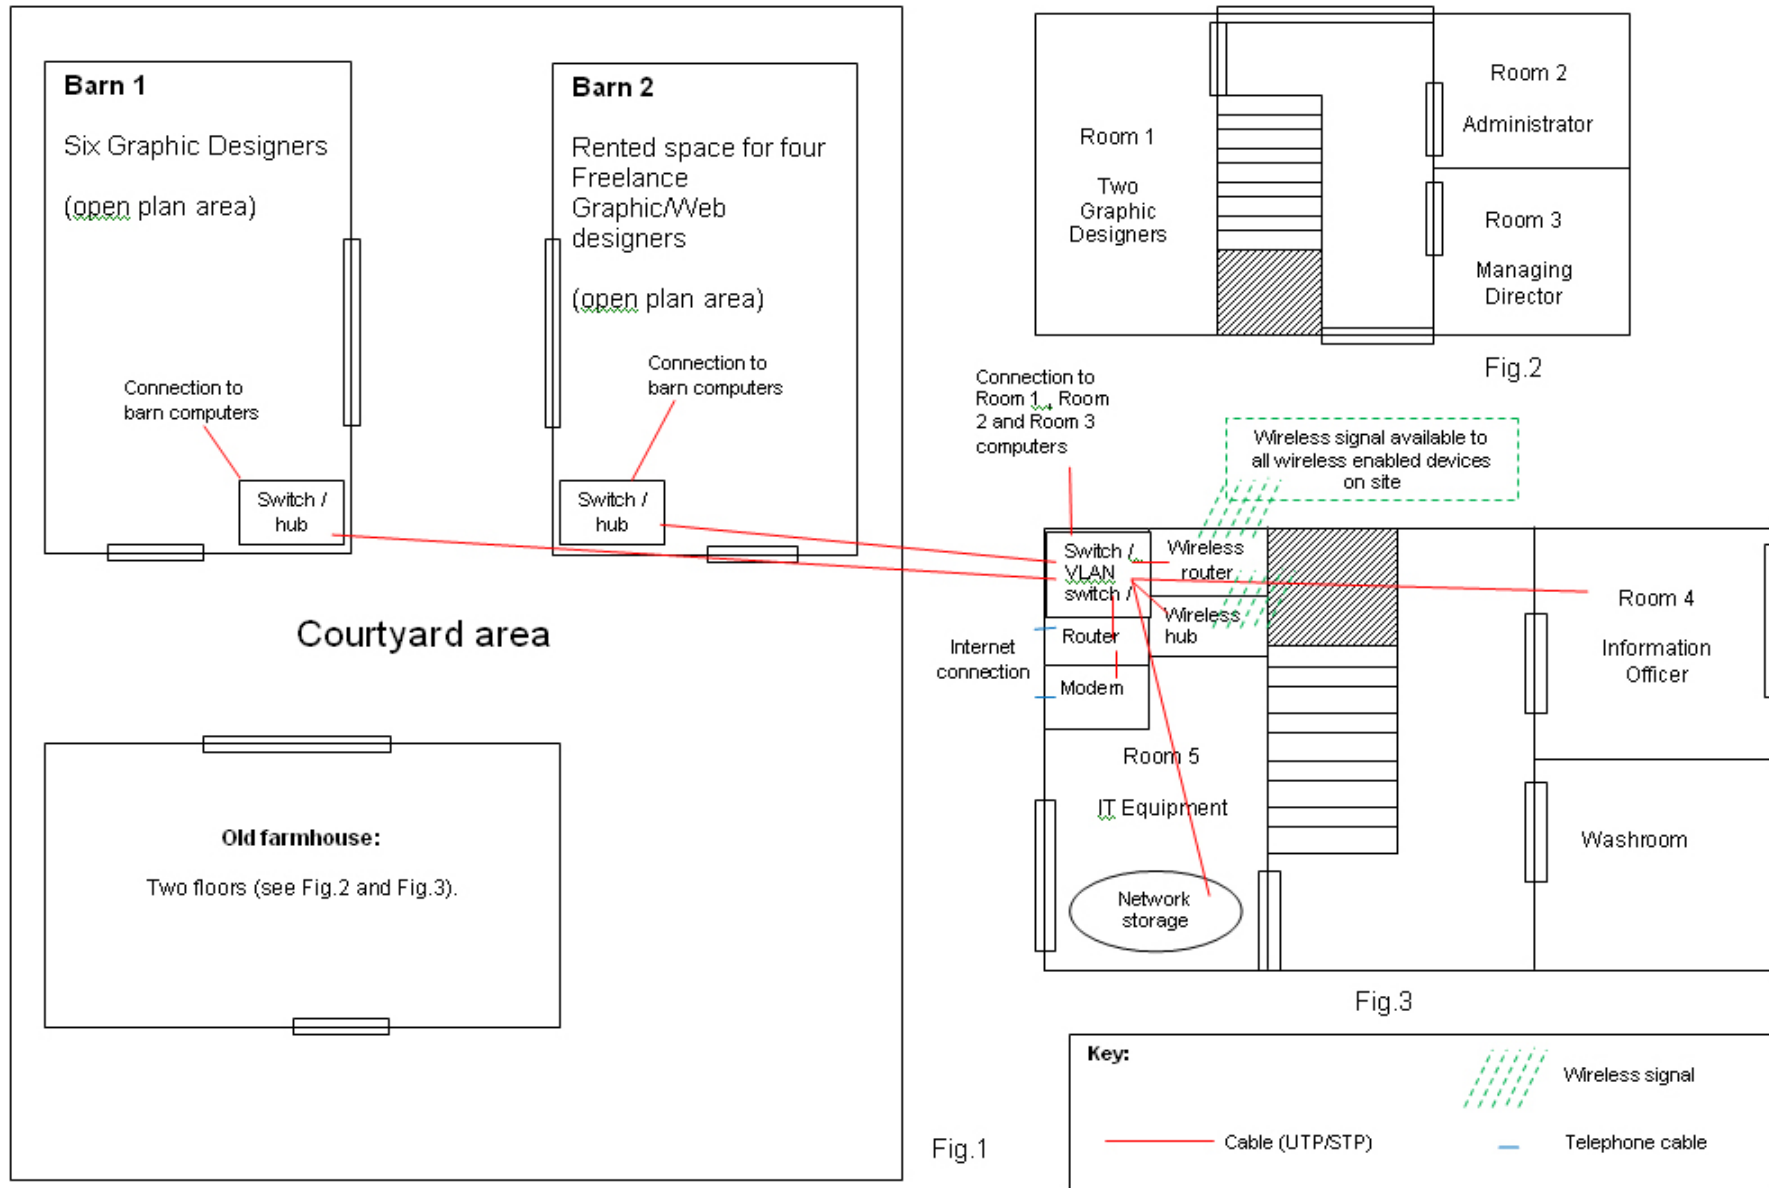 Barn 1
Six Graphic Designers
(open plan area)
Connection to
barn computers
Switch /
hub
Barn 2
Rented space for four
Freelance
Graphic/Web
designers
(open plan area)
Connection to
barn computers
Switch /
hub
Courtyard area
Old farmhouse:
Two floors (see Fig.2 and Fig.3).
Fig.1
Room 1
Two
Graphic
Designers
Room 2
Administrator
Room 3
Managing
Director
Fig.2
Connection to
Room 1 , Room
2 and Room 3
computers
Wireless signal available to
all wireless enabled devices
on site
Switch /
VLAN
switch /
Wireless
router
Wireless
hub
Router
Modem
Internet
connection
Room 5
IT Equipment
Network
storage
Room 4
Information
Officer
Washroom
Fig.3
Key:
Wireless signal
Cable (UTP/STP)
Telephone cable